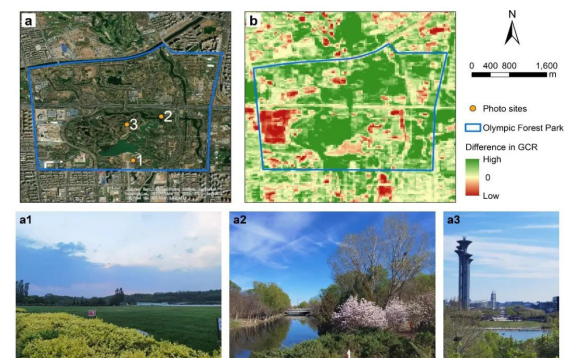 a
b
N
0 400 800 1,600
m
1
2
3
Photo sites
Olympic Forest Park
Difference in GCR
High
0
Low
a1
a2
a3